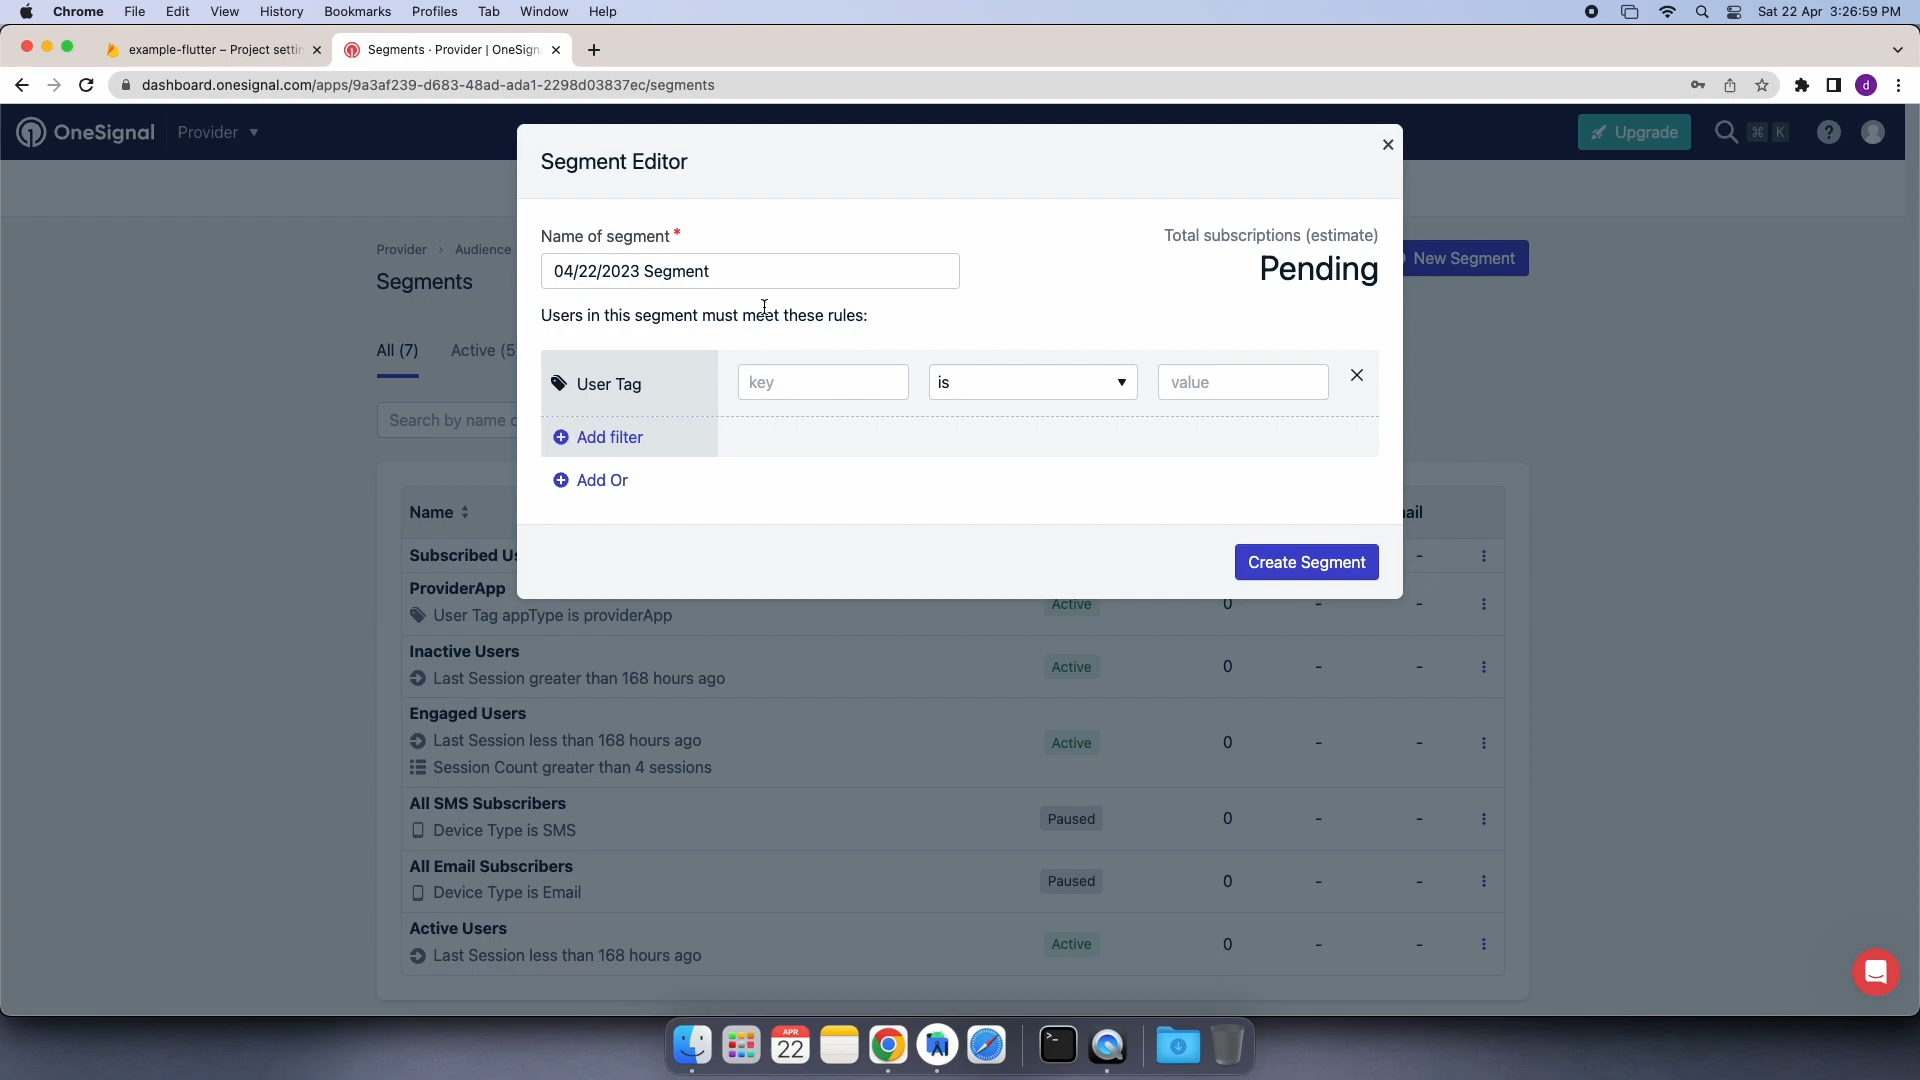 Chrome File Edit View History Bookmarks Profiles Tab Window Help Sat 22 Apr 3:26:59 PM
example-flutter – Project settin Segments · Provider | OneSign
dashboard.onesignal.com/apps/9a3af239-d683-48ad-ada1-2298d03837ec/segments d
OneSignal Provider Upgrade ⌘ K ?
Segment Editor
Provider > Audience
Segments
New Segment
Name of segment *
04/22/2023 Segment
Total subscriptions (estimate)
Pending
Users in this segment must meet these rules:
All (7) Active (5
User Tag key is value
Search by name
Add filter
Add Or
Name ail
Create Segment
Subscribed Us -
ProviderApp
User Tag appType is providerApp Active 0 - -
Inactive Users
Last Session greater than 168 hours ago Active 0 - -
Engaged Users
Last Session less than 168 hours ago Active 0 - -
Session Count greater than 4 sessions
All SMS Subscribers
Device Type is SMS Paused 0 - -
All Email Subscribers
Device Type is Email Paused 0 - -
Active Users
Last Session less than 168 hours ago Active 0 - -
APR
22